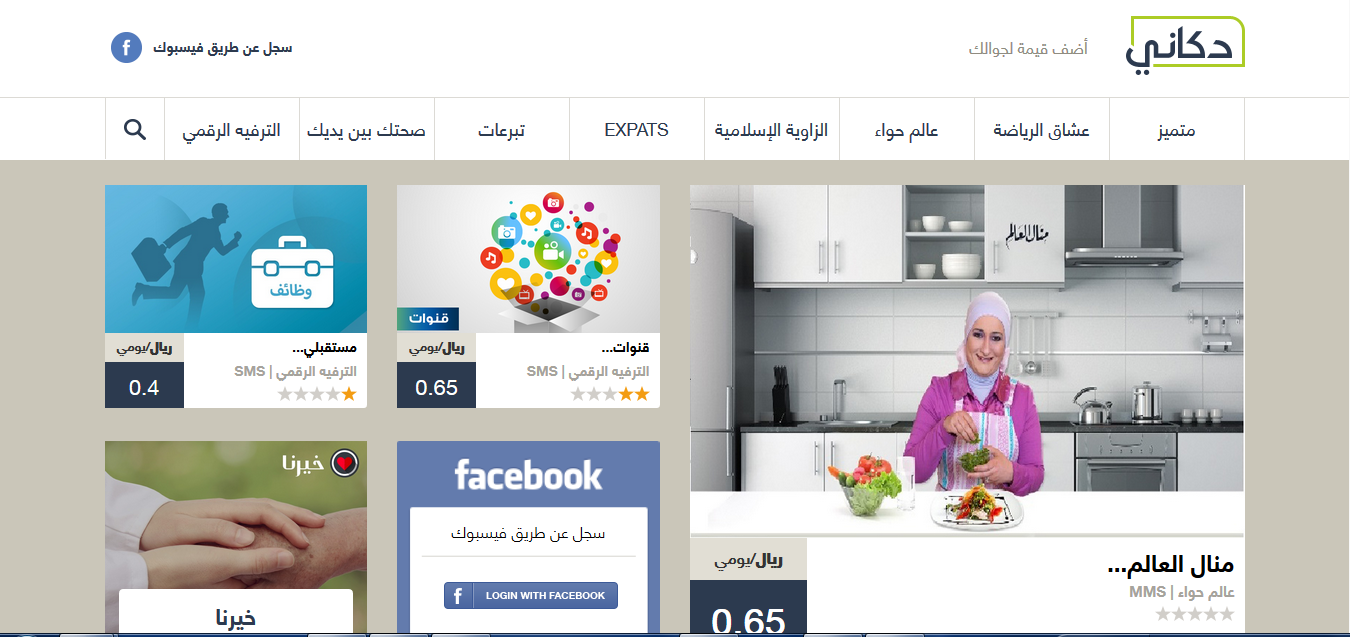 دكاني
أضف قيمة لجوالك
سجل عن طريق فيسبوك
متميز
عشاق الرياضة
عالم حواء
الزاوية الإسلامية
EXPATS
تبرعات
صحتك بين يديك
الترفيه الرقمي
منال العالم
منال العالم...
عالم حواء | MMS
ريال/يومي
0.65
قنوات
قنوات...
الترفيه الرقمي | SMS
ريال/يومي
0.65
وظائف
مستقبلي...
الترفيه الرقمي | SMS
ريال/يومي
0.4
facebook
سجل عن طريق فيسبوك
LOGIN WITH FACEBOOK
خيرنا
خيرنا